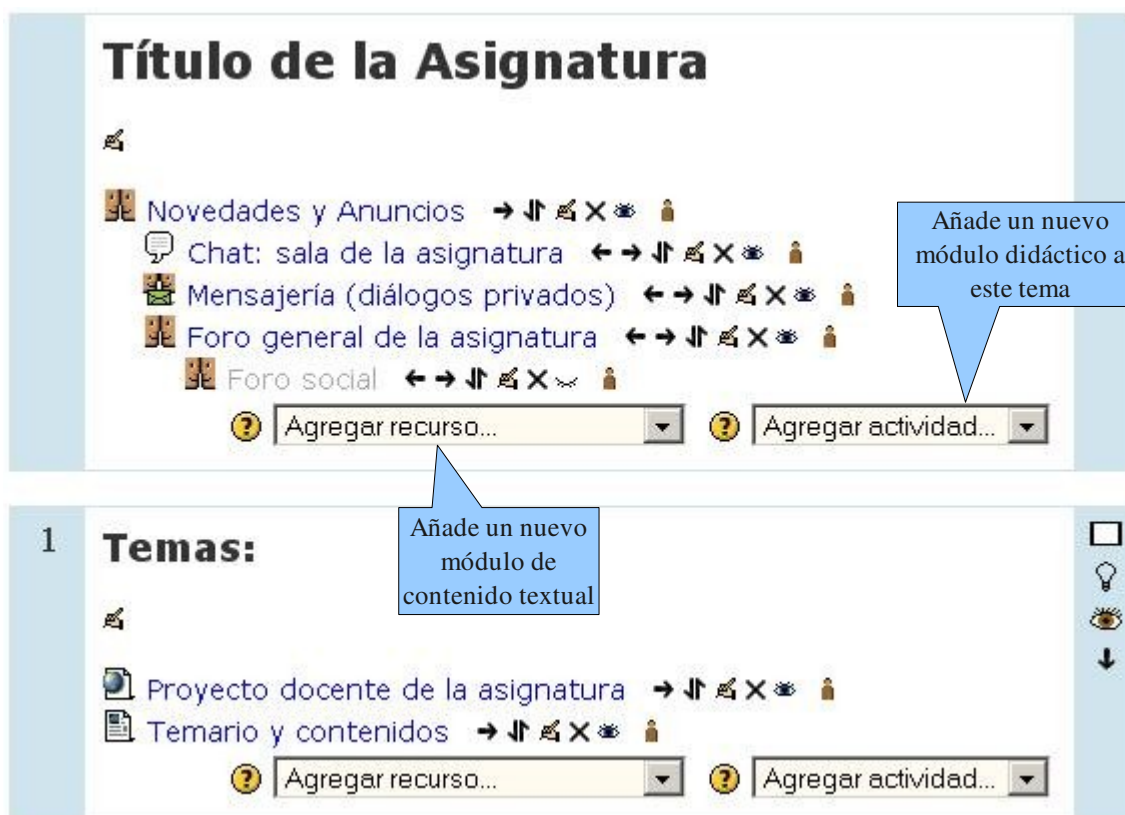 Título de la Asignatura
Novedades y Anuncios
Chat: sala de la asignatura
Mensajería (diálogos privados)
Foro general de la asignatura
Foro social
Añade un nuevo
módulo didáctico a
este tema
Agregar recurso...
Agregar actividad...
Añade un nuevo
módulo de
contenido textual
1
Temas:
Proyecto docente de la asignatura
Temario y contenidos
Agregar recurso...
Agregar actividad...